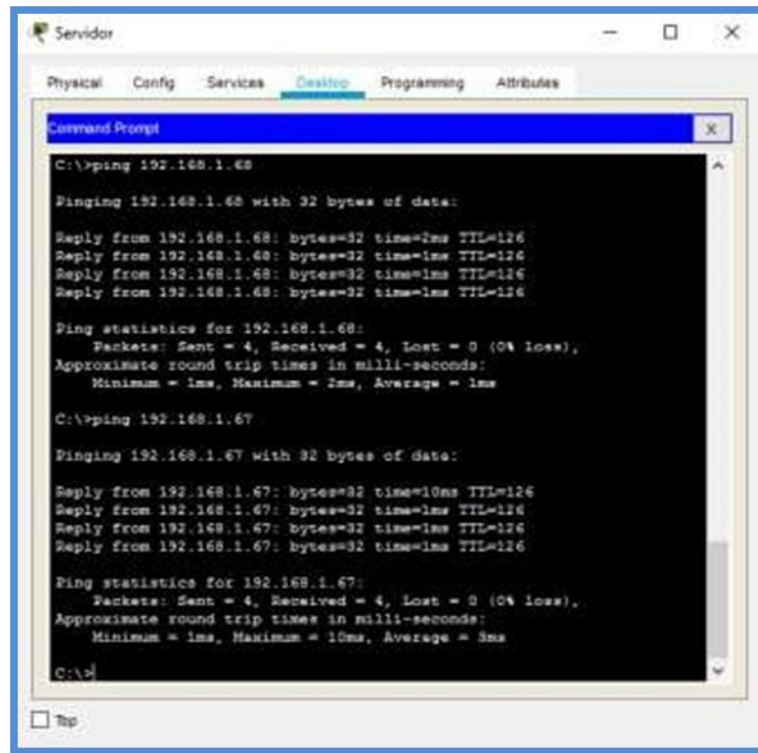 Servidor
Physical Config Services Desktop Programming Attributes
Command Prompt
X
C:\>ping 192.168.1.68
Pinging 192.168.1.68 with 32 bytes of data:
Reply from 192.168.1.68: bytes=32 time=2ms TTL=126
Reply from 192.168.1.68: bytes=32 time=1ms TTL=126
Reply from 192.168.1.68: bytes=32 time=1ms TTL=126
Reply from 192.168.1.68: bytes=32 time=1ms TTL=126
Ping statistics for 192.168.1.68:
Packets: Sent = 4, Received = 4, Lost = 0 (0% loss),
Approximate round trip times in milli-seconds:
Minimum = 1ms, Maximum = 2ms, Average = 1ms
C:\>ping 192.168.1.67
Pinging 192.168.1.67 with 32 bytes of data:
Reply from 192.168.1.67: bytes=32 time=10ms TTL=126
Reply from 192.168.1.67: bytes=32 time=1ms TTL=126
Reply from 192.168.1.67: bytes=32 time=1ms TTL=126
Reply from 192.168.1.67: bytes=32 time=1ms TTL=126
Ping statistics for 192.168.1.67:
Packets: Sent = 4, Received = 4, Lost = 0 (0% loss),
Approximate round trip times in milli-seconds:
Minimum = 1ms, Maximum = 10ms, Average = 3ms
C:\>
Top